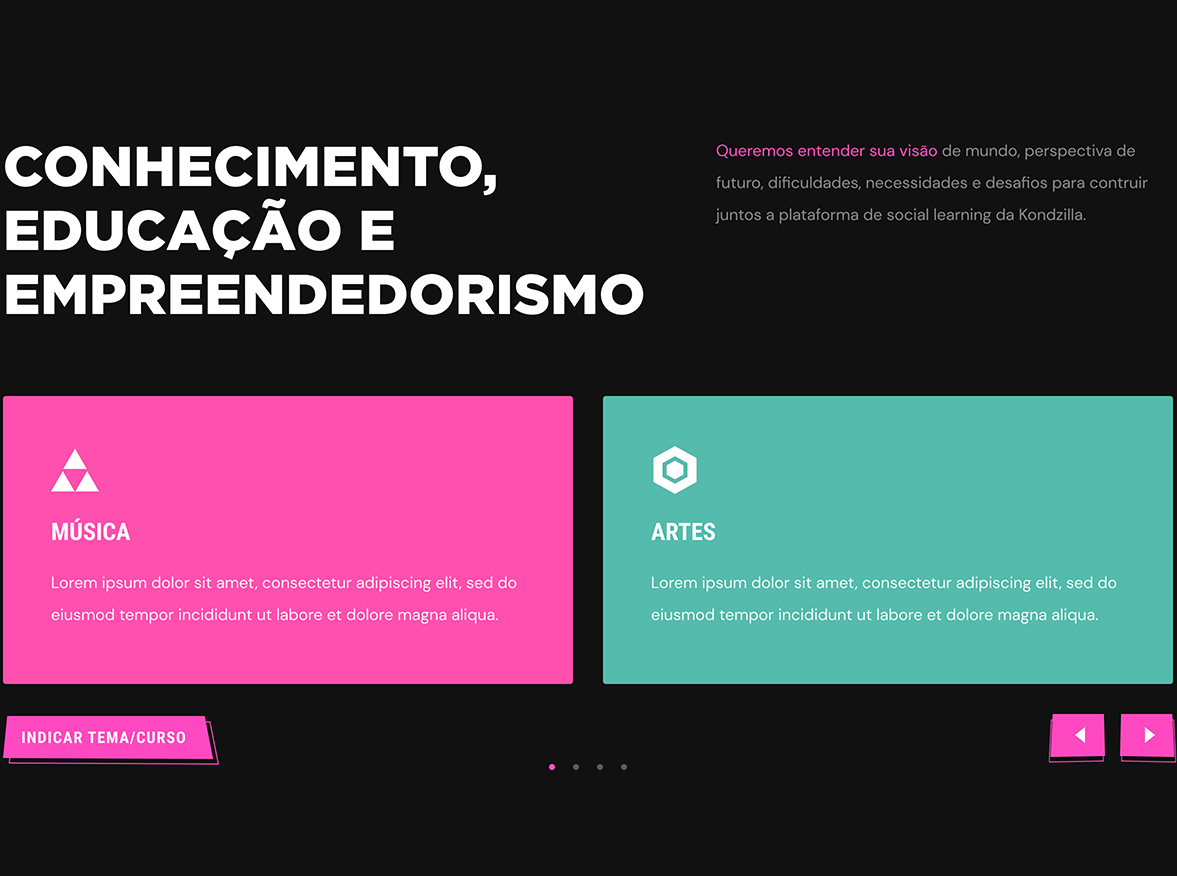 CONHECIMENTO,
EDUCAÇÃO E
EMPREENDEDORISMO
Queremos entender sua visão de mundo, perspectiva de
futuro, dificuldades, necessidades e desafios para contruir
juntos a plataforma de social learning da Kondzilla.
MÚSICA
Lorem ipsum dolor sit amet, consectetur adipiscing elit, sed do
eiusmod tempor incididunt ut labore et dolore magna aliqua.
ARTES
Lorem ipsum dolor sit amet, consectetur adipiscing elit, sed do
eiusmod tempor incididunt ut labore et dolore magna aliqua.
INDICAR TEMA/CURSO